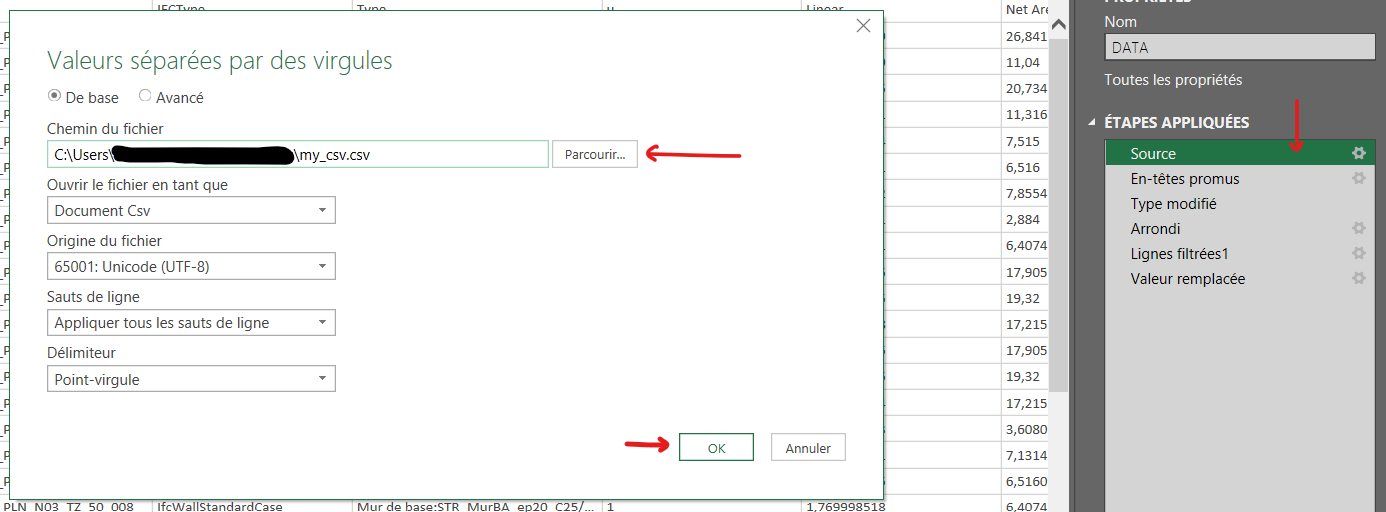 IFCType Type u Linear Net Are
Valeurs séparées par des virgules
De base Avancé
Chemin du fichier
C:\Users\ \my_csv.csv Parcourir...
Ouvrir le fichier en tant que
Document Csv
Origine du fichier
65001: Unicode (UTF-8)
Sauts de ligne
Appliquer tous les sauts de ligne
Délimiteur
Point-virgule
OK Annuler
26,841
11,04
20,734
11,316
7,515
6,516
7,8554
2,884
6,4074
17,905
19,32
17,215
17,905
19,32
17,215
3,6080
7,1314
6,5160
PLN_N03_TZ_50_008 IfcWallStandardCase Mur de base:STR_MurBA_ep20_C25/... 1 1,769998518 6,4074
Nom
DATA
Toutes les propriétés
ÉTAPES APPLIQUÉES
Source
En-têtes promus
Type modifié
Arrondi
Lignes filtrées1
Valeur remplacée